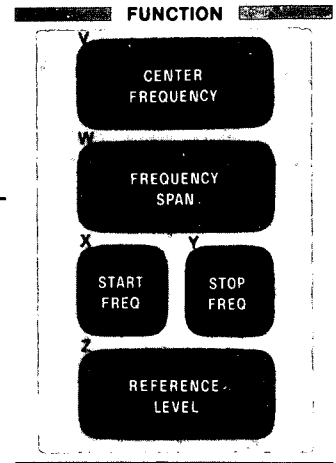 FUNCTION
V
CENTER
FREQUENCY
W
FREQUENCY
SPAN
X Y
START STOP
FREQ FREQ
Z
REFERENCE
LEVEL